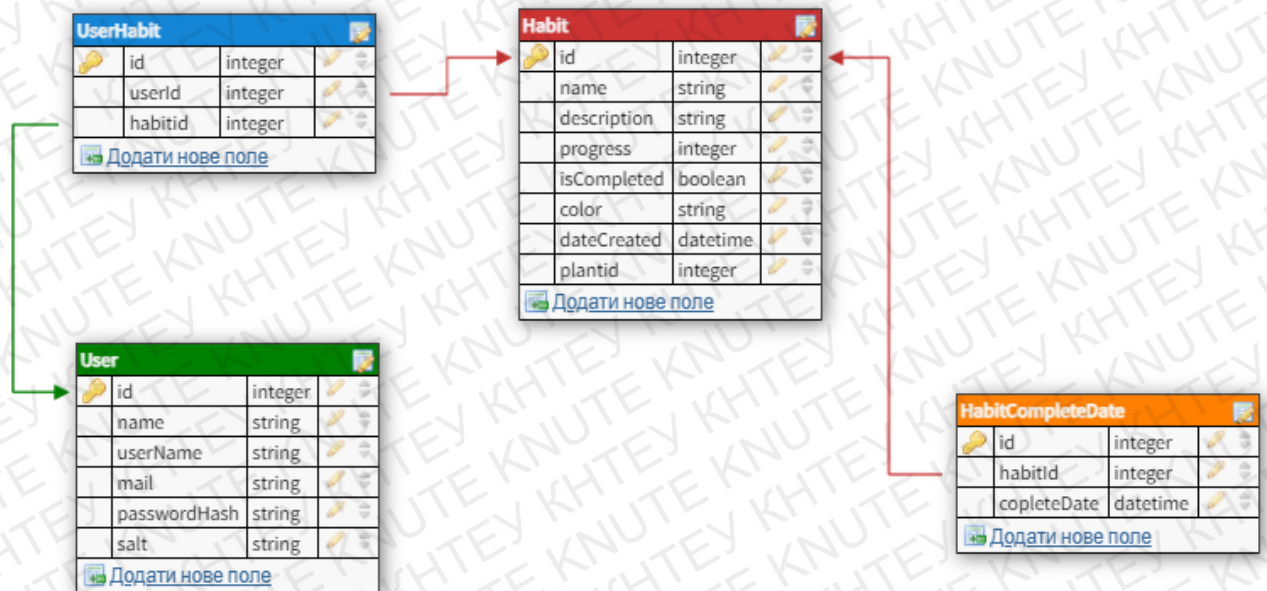 UserHabit
id integer
userId integer
habitid integer
Додати нове поле
Habit
id integer
name string
description string
progress integer
isCompleted boolean
color string
dateCreated datetime
plantid integer
Додати нове поле
User
id integer
name string
userName string
mail string
passwordHash string
salt string
Додати нове поле
HabitCompleteDate
id integer
habitId integer
copleteDate datetime
Додати нове поле